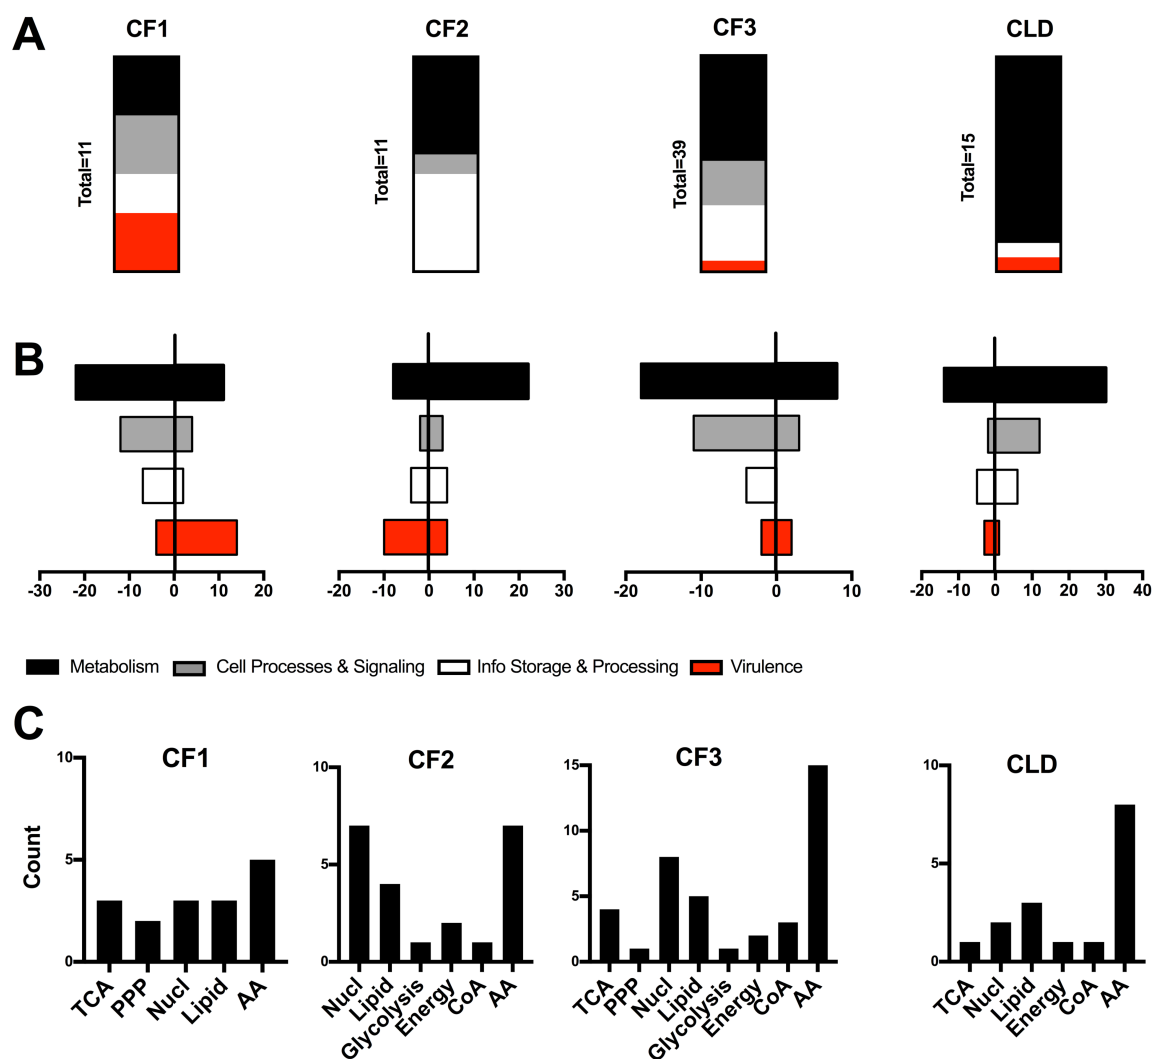 A
CF1
CF2
CF3
CLD
Total=11
Total=11
Total=39
Total=15
B
-30 -20 -10 0 10 20
-20 -10 0 10 20 30
-20 -10 0 10
-20 -10 0 10 20 30 40
Metabolism Cell Processes & Signaling Info Storage & Processing Virulence
C
CF1
CF2
CF3
CLD
Count
10
5
0
TCA PPP Nucl Lipid AA
10
5
0
Nucl Lipid Glycolysis Energy CoA AA
15
10
5
0
TCA PPP Nucl Lipid Glycolysis Energy CoA AA
10
5
0
TCA Nucl Lipid Energy CoA AA